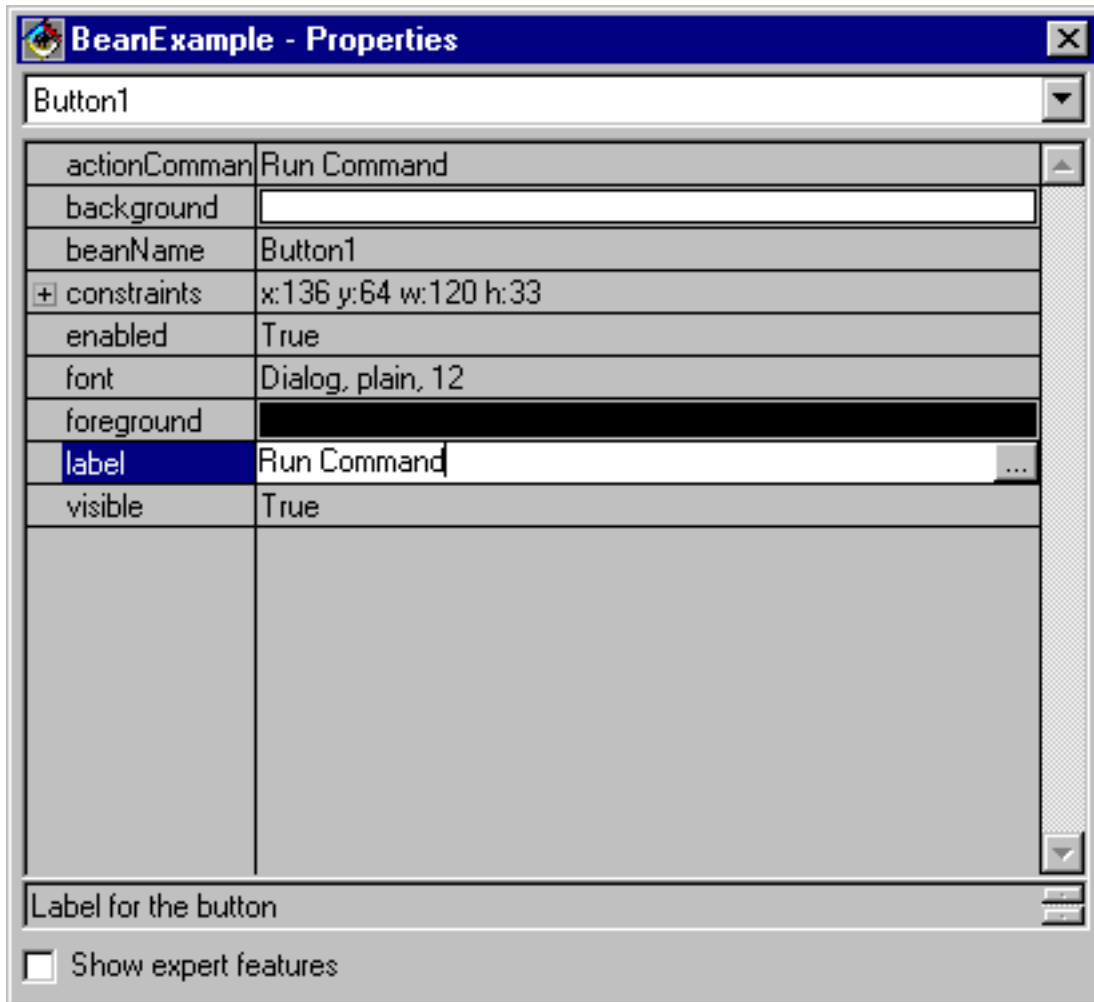 BeanExample - Properties
Button1
actionComman Run Command
background
beanName Button1
+ constraints x:136 y:64 w:120 h:33
enabled True
font Dialog, plain, 12
foreground
label Run Command ...
visible True
Label for the button
Show expert features